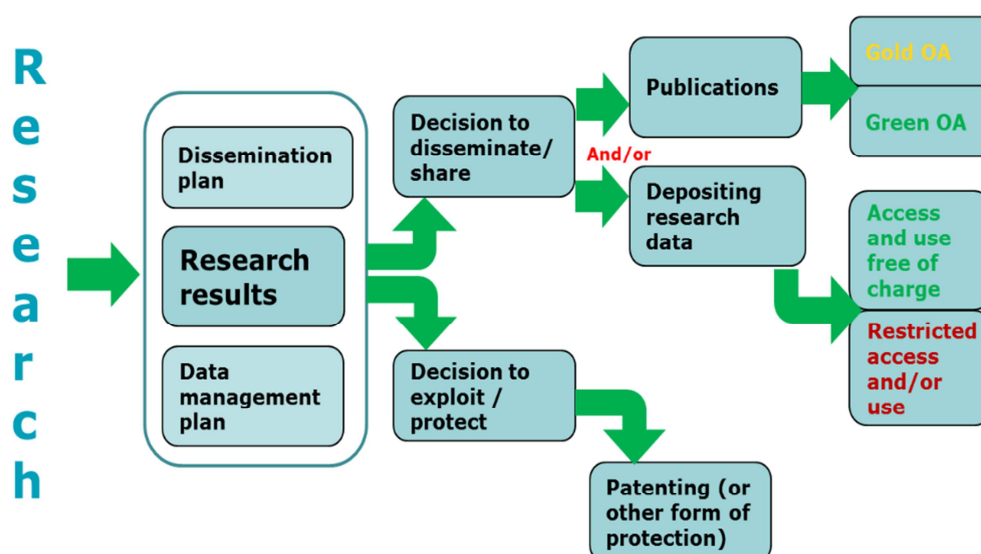 Research
Dissemination
plan
Research
results
Data
management
plan
Decision to
disseminate/
share
Decision to
exploit /
protect
And/or
Publications
Depositing
research
data
Patenting (or
other form of
protection)
Gold OA
Green OA
Access
and use
free of
charge
Restricted
access
and/or
use